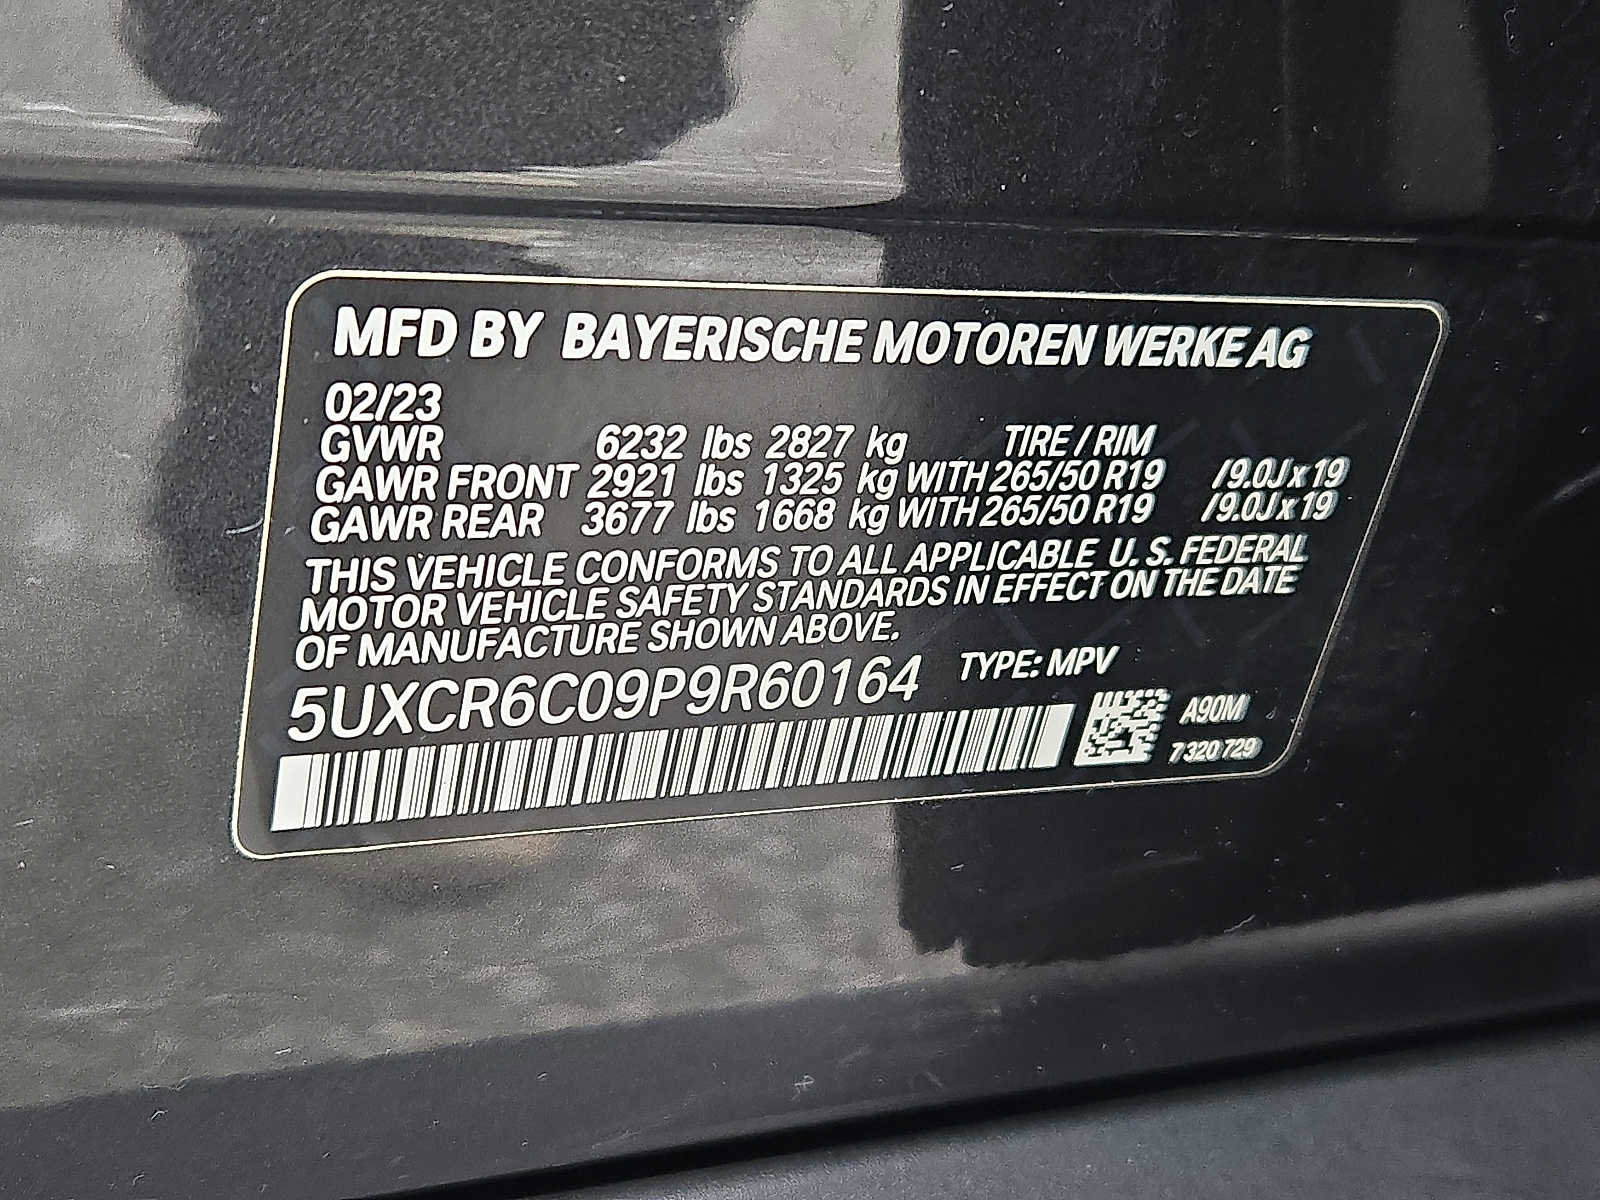 MFD BY BAYERISCHE MOTOREN WERKE AG
02/23
GVWR 6232 lbs 2827 kg TIRE / RIM
GAWR FRONT 2921 lbs 1325 kg WITH 265/50 R19 /9.0J x 19
GAWR REAR 3677 lbs 1668 kg WITH 265/50 R19 /9.0J x 19
THIS VEHICLE CONFORMS TO ALL APPLICABLE U. S. FEDERAL
MOTOR VEHICLE SAFETY STANDARDS IN EFFECT ON THE DATE
OF MANUFACTURE SHOWN ABOVE.
5UXCR6C09P9R60164 TYPE: MPV
A90M
7 320 729